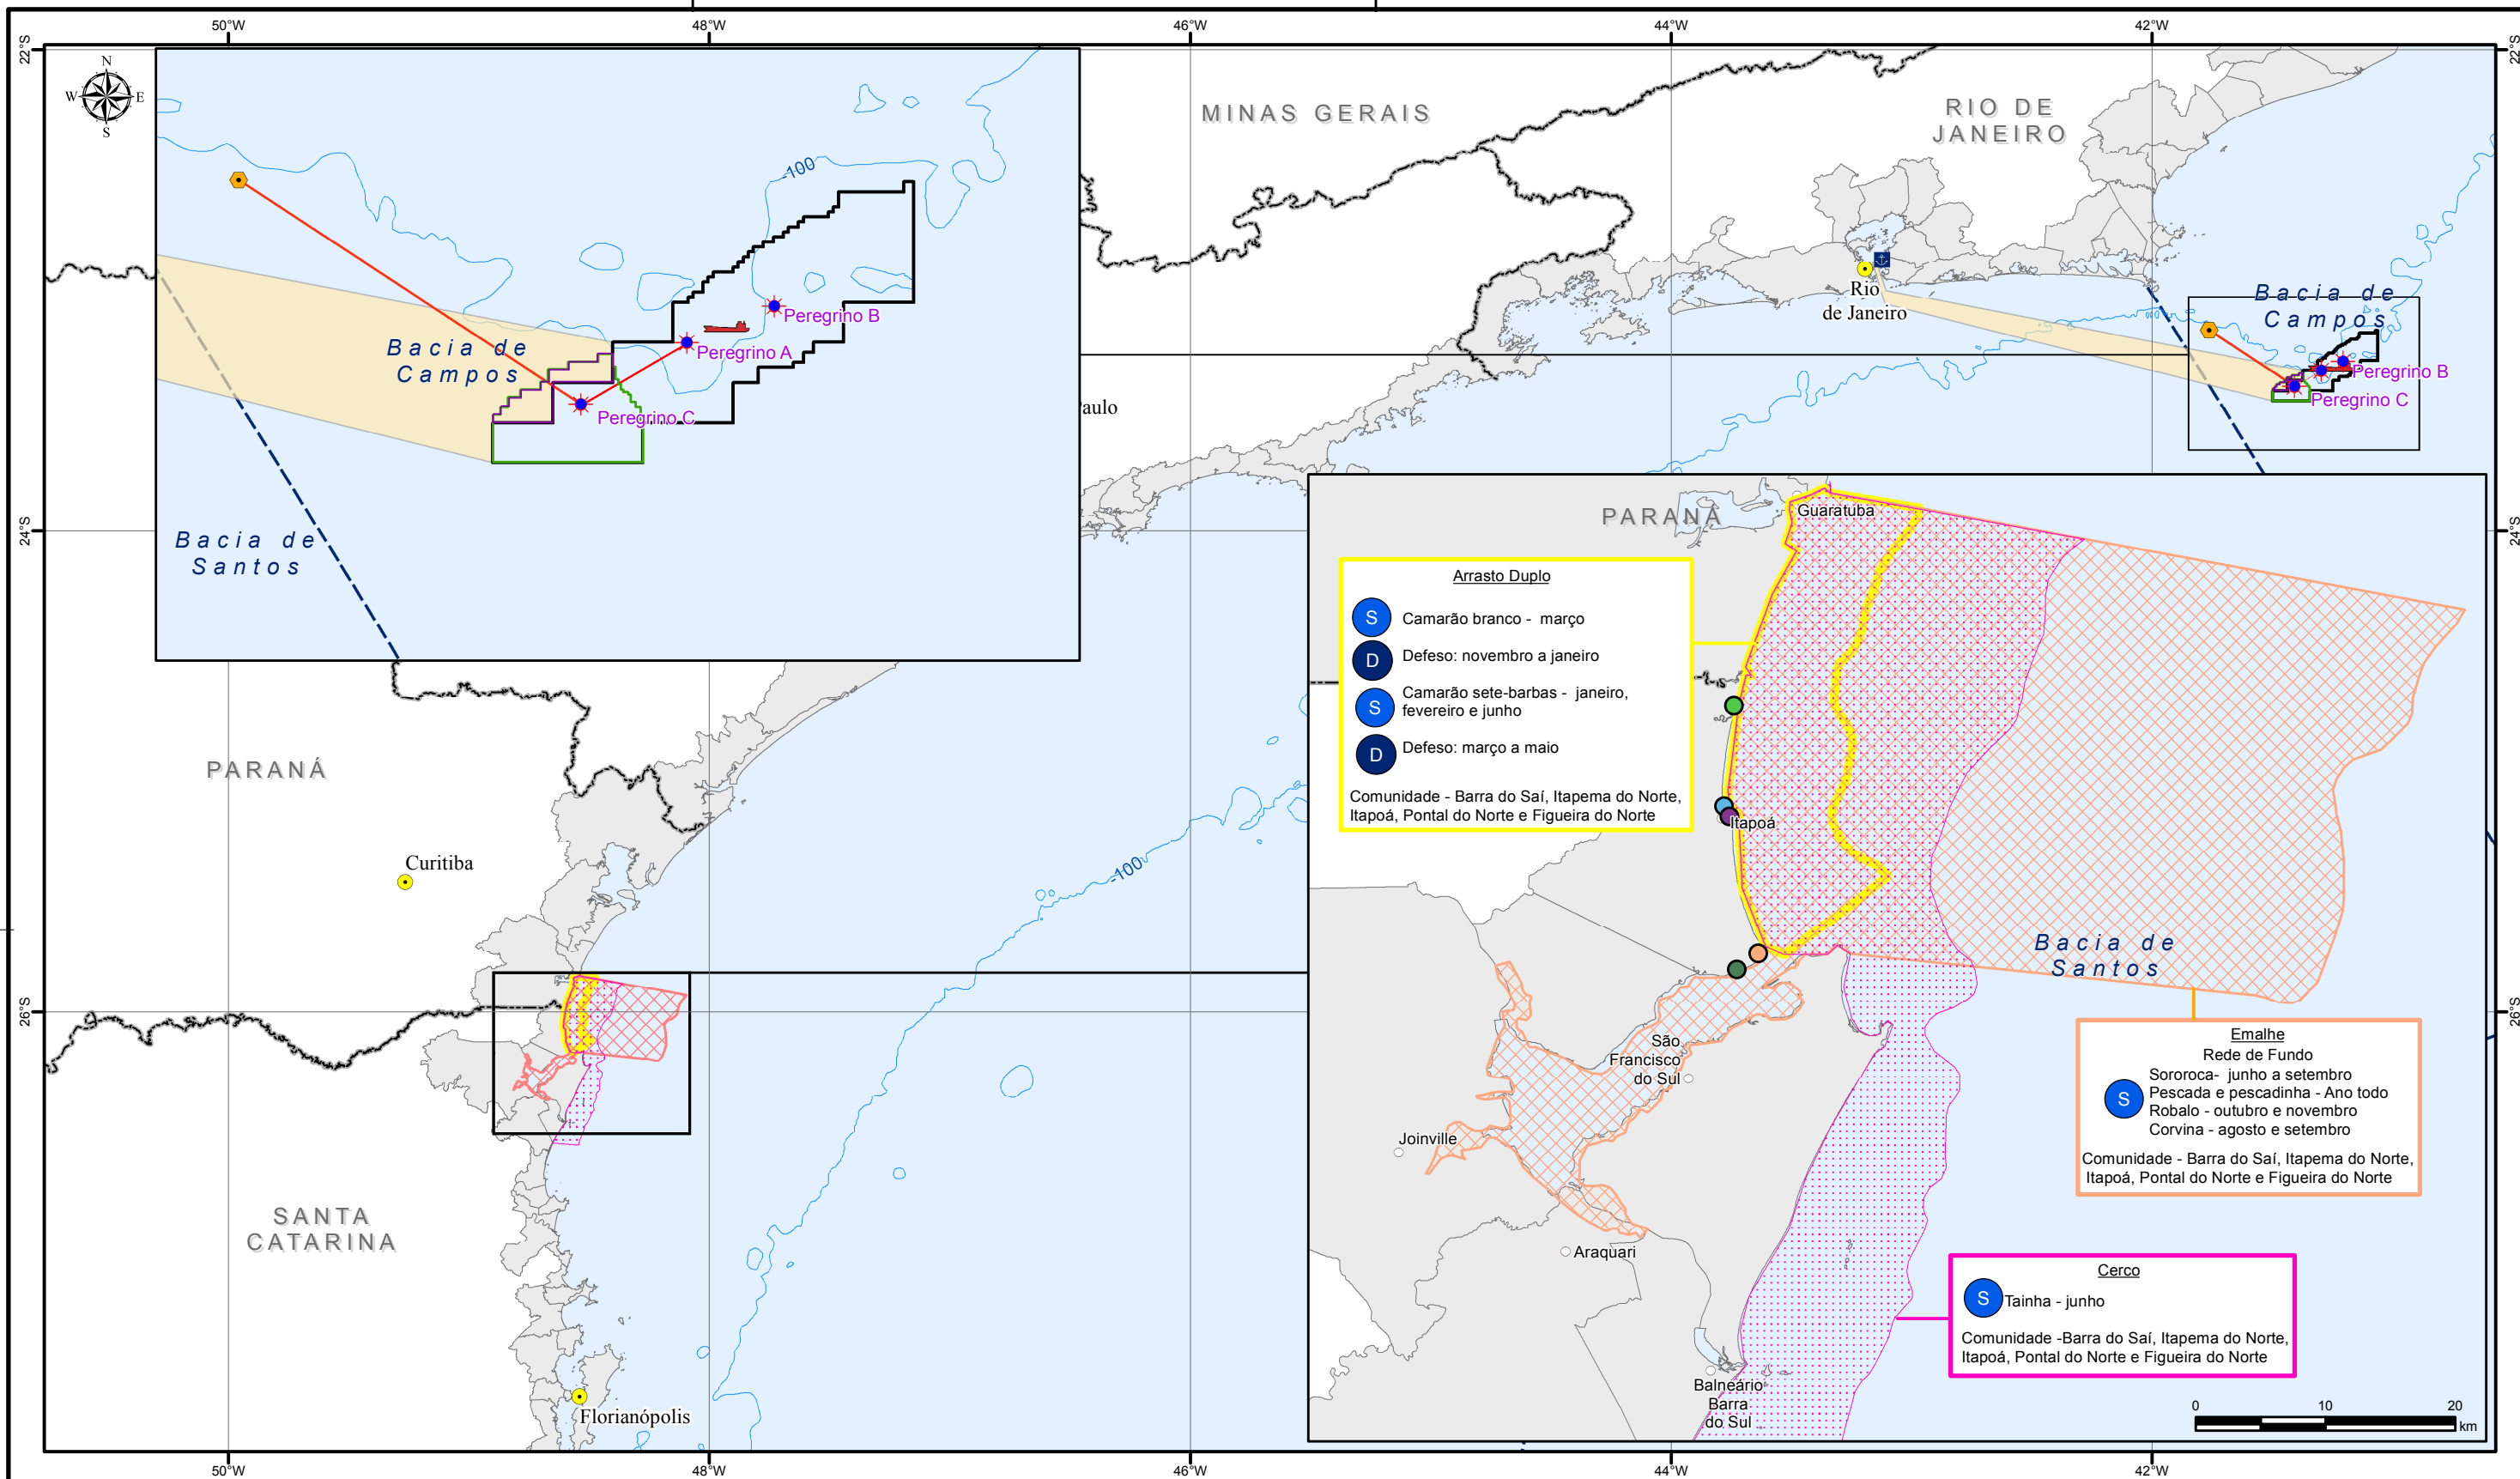 50°W
48°W
46°W
44°W
42°W
22°S
22°S
N
W
E
S
MINAS GERAIS
RIO DE
JANEIRO
-100
Peregrino B
Peregrino A
Bacia de
Campos
Peregrino C
Bacia de
Santos
Rio
de Janeiro
Bacia de
Campos
Peregrino B
Peregrino C
aulo
24°S
24°S
PARANÁ
Guaratuba
Arrasto Duplo
S
Camarão branco - março
D
Defeso: novembro a janeiro
S
Camarão sete-barbas - janeiro,
fevereiro e junho
D
Defeso: março a maio
Comunidade - Barra do Saí, Itapema do Norte,
Itapoá, Pontal do Norte e Figueira do Norte
Itapoá
PARANÁ
Curitiba
-100
Bacia de
Santos
26°S
26°S
São
Francisco
do Sul
Emalhe
Rede de Fundo
S
Sororoca- junho a setembro
Pescada e pescadinha - Ano todo
Robalo - outubro e novembro
Corvina - agosto e setembro
Comunidade - Barra do Saí, Itapema do Norte,
Itapoá, Pontal do Norte e Figueira do Norte
Joinville
SANTA
CATARINA
Araquari
Cerco
S
Tainha - junho
Comunidade -Barra do Saí, Itapema do Norte,
Itapoá, Pontal do Norte e Figueira do Norte
Balneário
Barra
do Sul
Florianópolis
0
10
20
km
50°W
48°W
46°W
44°W
42°W